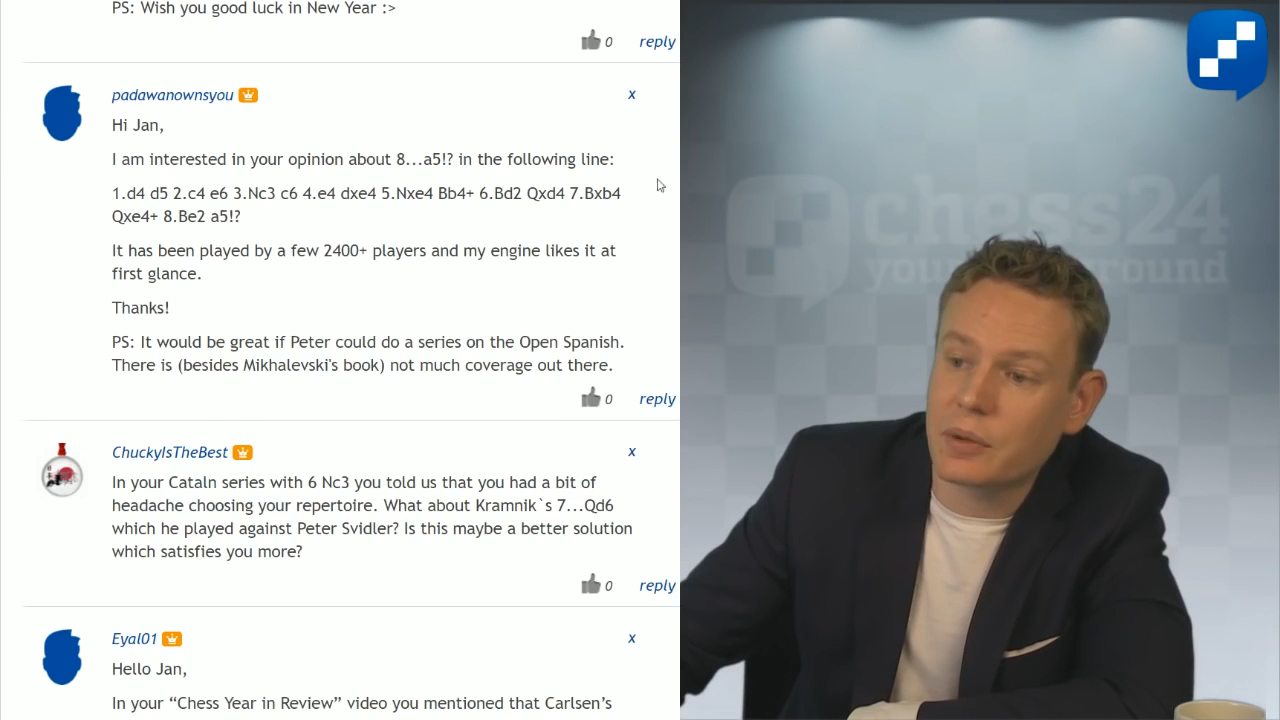 PS: Wish you good luck in New Year :>
0 reply
padawanownsyou x
Hi Jan,
I am interested in your opinion about 8...a5!? in the following line:
1.d4 d5 2.c4 e6 3.Nc3 c6 4.e4 dxe4 5.Nxe4 Bb4+ 6.Bd2 Qxd4 7.Bxb4
Qxe4+ 8.Be2 a5!?
It has been played by a few 2400+ players and my engine likes it at
first glance.
Thanks!
PS: It would be great if Peter could do a series on the Open Spanish.
There is (besides Mikhalevski's book) not much coverage out there.
0 reply
ChuckyIsTheBest x
In your Cataln series with 6 Nc3 you told us that you had a bit of
headache choosing your repertoire. What about Kramnik`s 7...Qd6
which he played against Peter Svidler? Is this maybe a better solution
which satisfies you more?
0 reply
Eyal01 x
Hello Jan,
In your “Chess Year in Review” video you mentioned that Carlsen’s
chess24